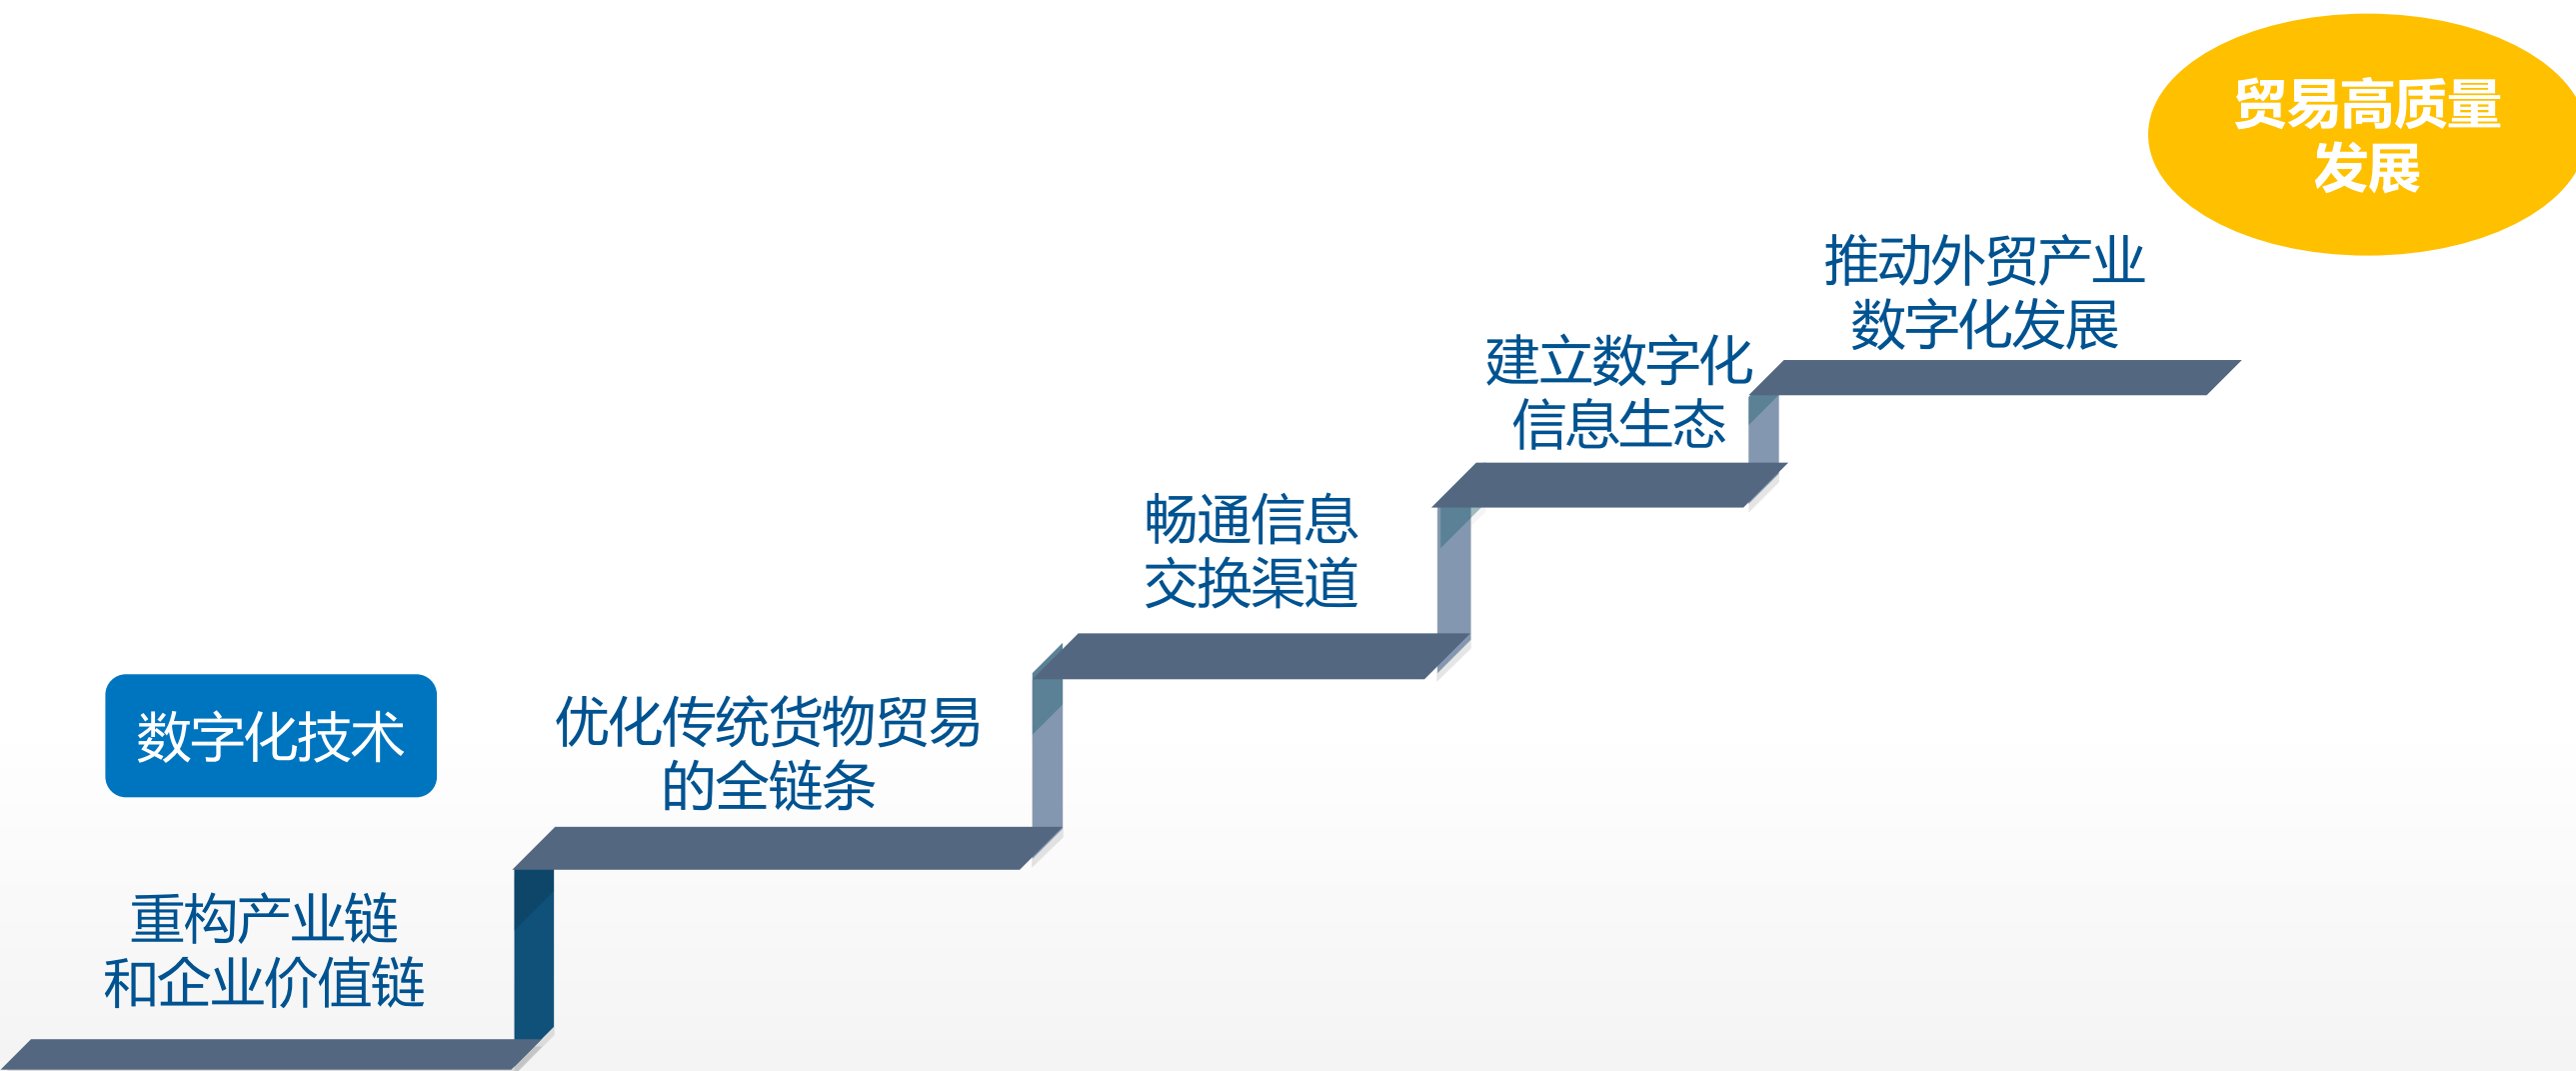 贸易高质量
发展
推动外贸产业
数字化发展
建立数字化
信息生态
畅通信息
交换渠道
优化传统货物贸易
的全链条
数字化技术
重构产业链
和企业价值链